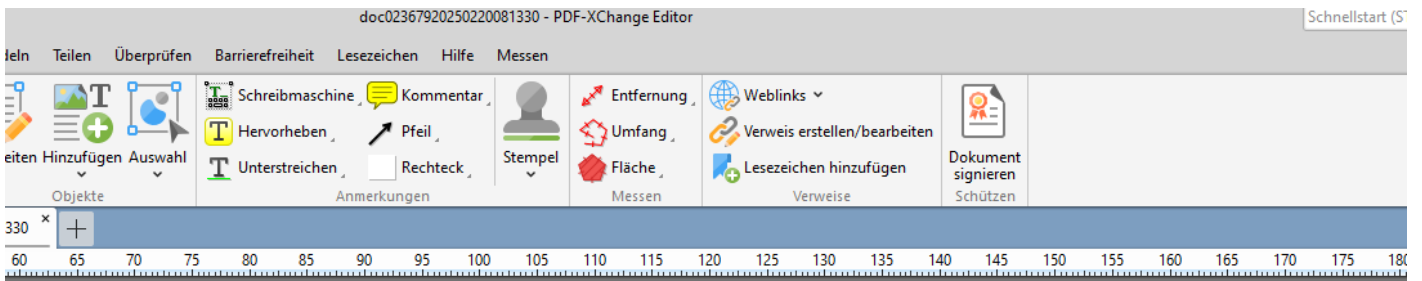 doc02367920250220081330 - PDF-XChange Editor
Schnellstart (ST
deln Teilen Überprüfen Barrierefreiheit Lesezeichen Hilfe Messen
Schreibmaschine Kommentar Entfernung Weblinks
Hervorheben Pfeil Umfang Verweis erstellen/bearbeiten
eiten Hinzufügen Auswahl Unterstreichen Rechteck Stempel Fläche Lesezeichen hinzufügen Dokument
signieren
Objekte Anmerkungen Messen Verweise Schützen
330
60 65 70 75 80 85 90 95 100 105 110 115 120 125 130 135 140 145 150 155 160 165 170 175 180